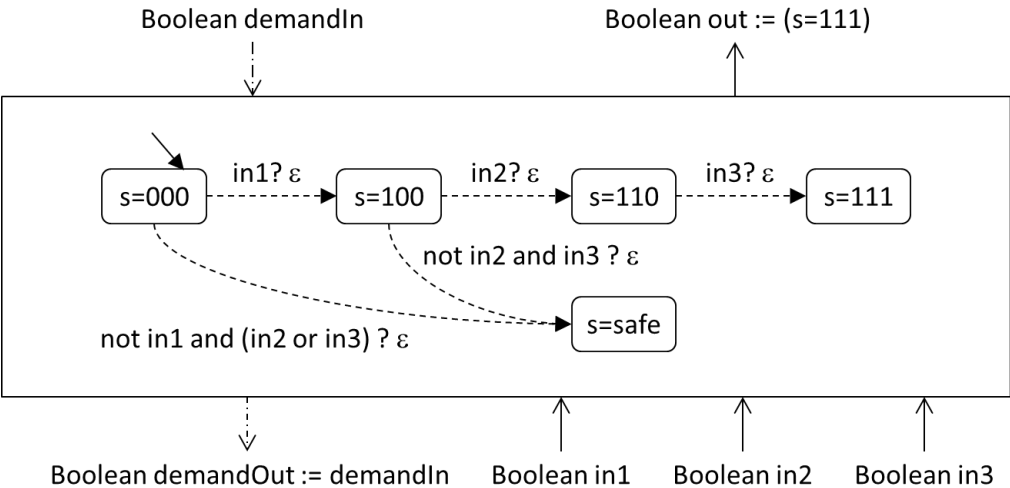 Boolean demandIn
Boolean out := (s=111)
in1? ε
in2? ε
in3? ε
s=000
s=100
s=110
s=111
not in2 and in3 ? ε
s=safe
not in1 and (in2 or in3) ? ε
Boolean demandOut := demandIn
Boolean in1
Boolean in2
Boolean in3